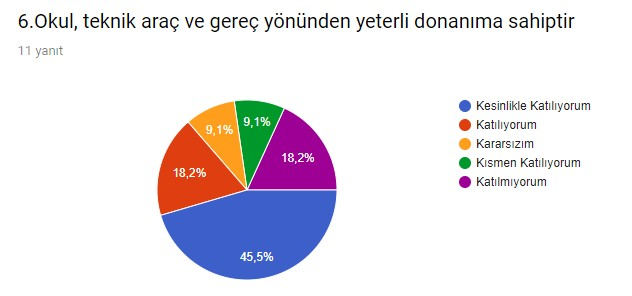 6.Okul, teknik araç ve gereç yönünden yeterli donanıma sahiptir
11 yanıt
Kesinlikle Katılıyorum
Katılıyorum
Kararsızım
Kısmen Katılıyorum
Katılmıyorum
9,1%
9,1%
18,2%
18,2%
45,5%